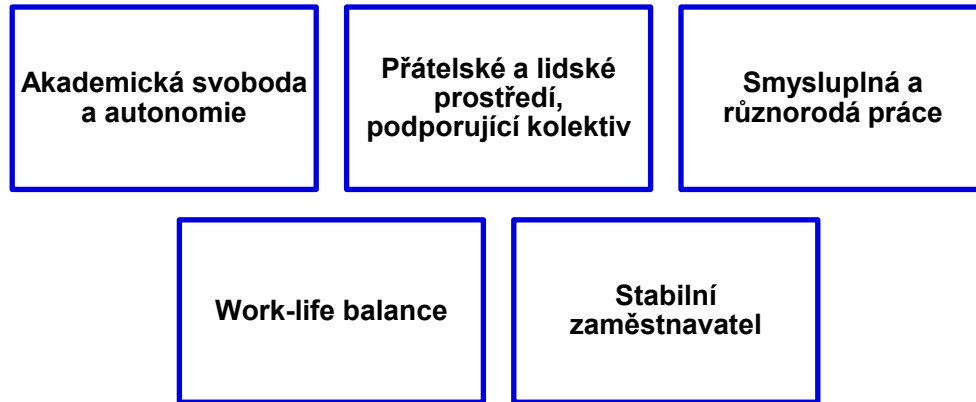 Akademická svoboda
a autonomie
Přátelské a lidské
prostředí,
podporující kolektiv
Smysluplná a
různorodá práce
Work-life balance
Stabilní
zaměstnavatel